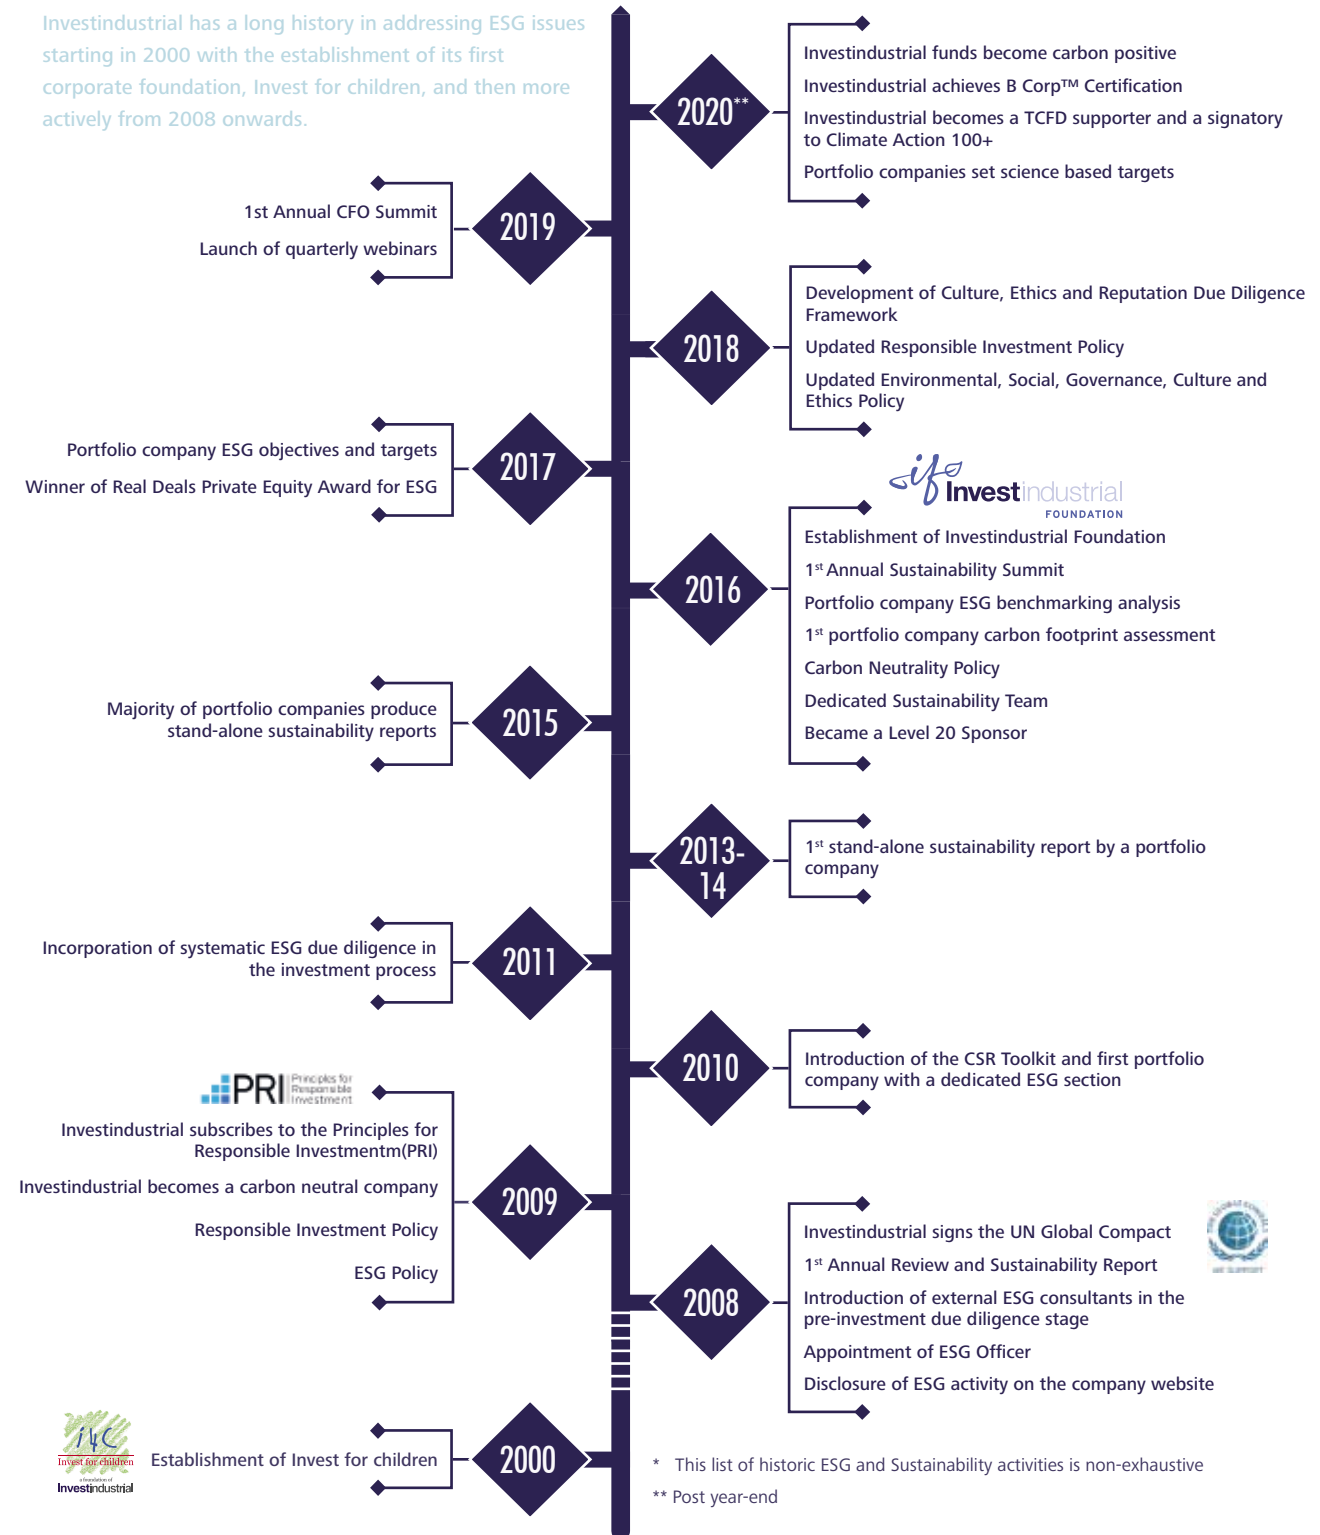 Investindustrial has a long history in addressing ESG issues
starting in 2000 with the establishment of its first
corporate foundation, Invest for children, and then more
actively from 2008 onwards.
2020**
Investindustrial funds become carbon positive
Investindustrial achieves B Corp™ Certification
Investindustrial becomes a TCFD supporter and a signatory
to Climate Action 100+
Portfolio companies set science based targets
2019
1st Annual CFO Summit
Launch of quarterly webinars
2018
Development of Culture, Ethics and Reputation Due Diligence
Framework
Updated Responsible Investment Policy
Updated Environmental, Social, Governance, Culture and
Ethics Policy
2017
Portfolio company ESG objectives and targets
Winner of Real Deals Private Equity Award for ESG
if
Investindustrial
FOUNDATION
2016
Establishment of Investindustrial Foundation
1st Annual Sustainability Summit
Portfolio company ESG benchmarking analysis
1st portfolio company carbon footprint assessment
Carbon Neutrality Policy
Dedicated Sustainability Team
Became a Level 20 Sponsor
2015
Majority of portfolio companies produce
stand-alone sustainability reports
2013-
14
1st stand-alone sustainability report by a portfolio
company
2011
Incorporation of systematic ESG due diligence in
the investment process
2010
Introduction of the CSR Toolkit and first portfolio
company with a dedicated ESG section
PRI
Principles for
Responsible
Investment
2009
Investindustrial subscribes to the Principles for
Responsible Investmentm(PRI)
Investindustrial becomes a carbon neutral company
Responsible Investment Policy
ESG Policy
2008
Investindustrial signs the UN Global Compact
1st Annual Review and Sustainability Report
Introduction of external ESG consultants in the
pre-investment due diligence stage
Appointment of ESG Officer
Disclosure of ESG activity on the company website
WE SUPPORT
i4C
Invest for children
a foundation of
Investindustrial
2000
Establishment of Invest for children
* This list of historic ESG and Sustainability activities is non-exhaustive
** Post year-end